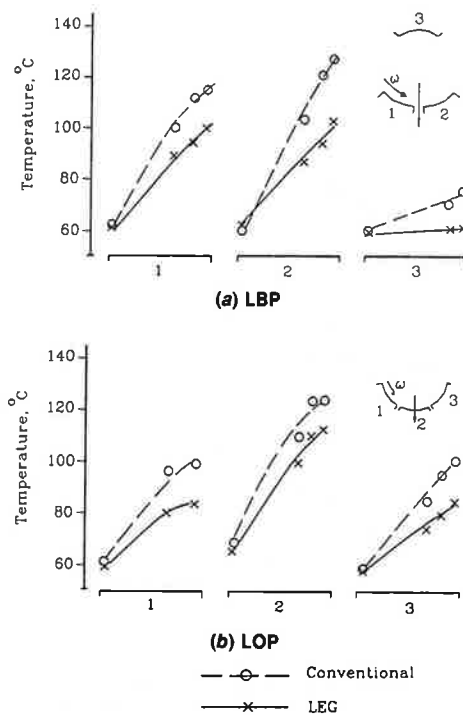 Temperature, °C
140
120
100
80
60
3
ω
1
2
1
2
3
(a) LBP
Temperature, °C
140
120
100
80
60
ω
1
2
3
1
2
3
(b) LOP
Conventional
LEG